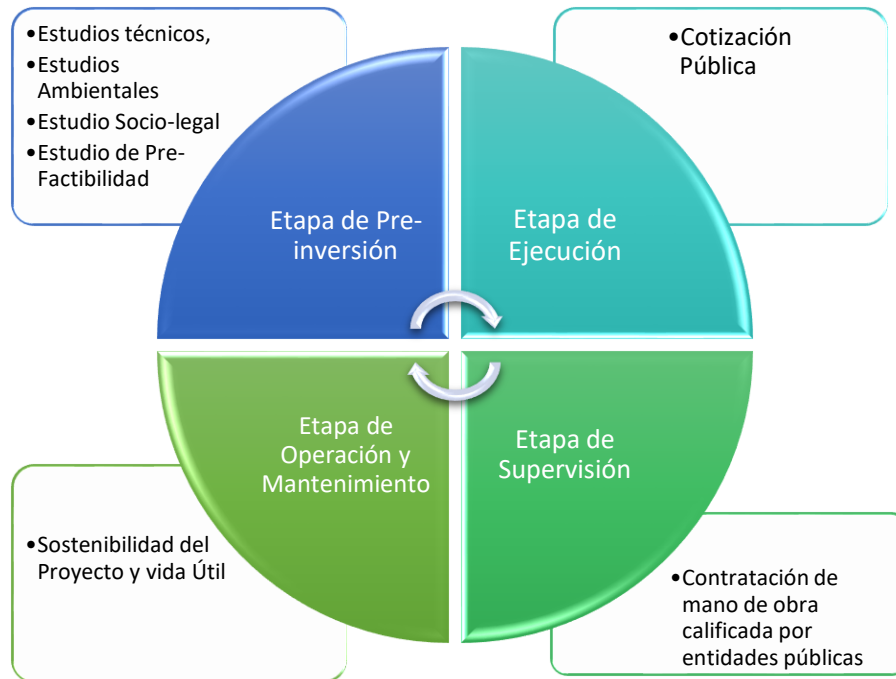 •Estudios técnicos,
•Estudios
Ambientales
•Estudio Socio-legal
•Estudio de Pre-
Factibilidad
•Cotización
Pública
Etapa de Pre-
inversión
Etapa de
Ejecución
Etapa de
Operación y
Mantenimiento
Etapa de
Supervisión
•Sostenibilidad del
Proyecto y vida Útil
•Contratación de
mano de obra
calificada por
entidades públicas